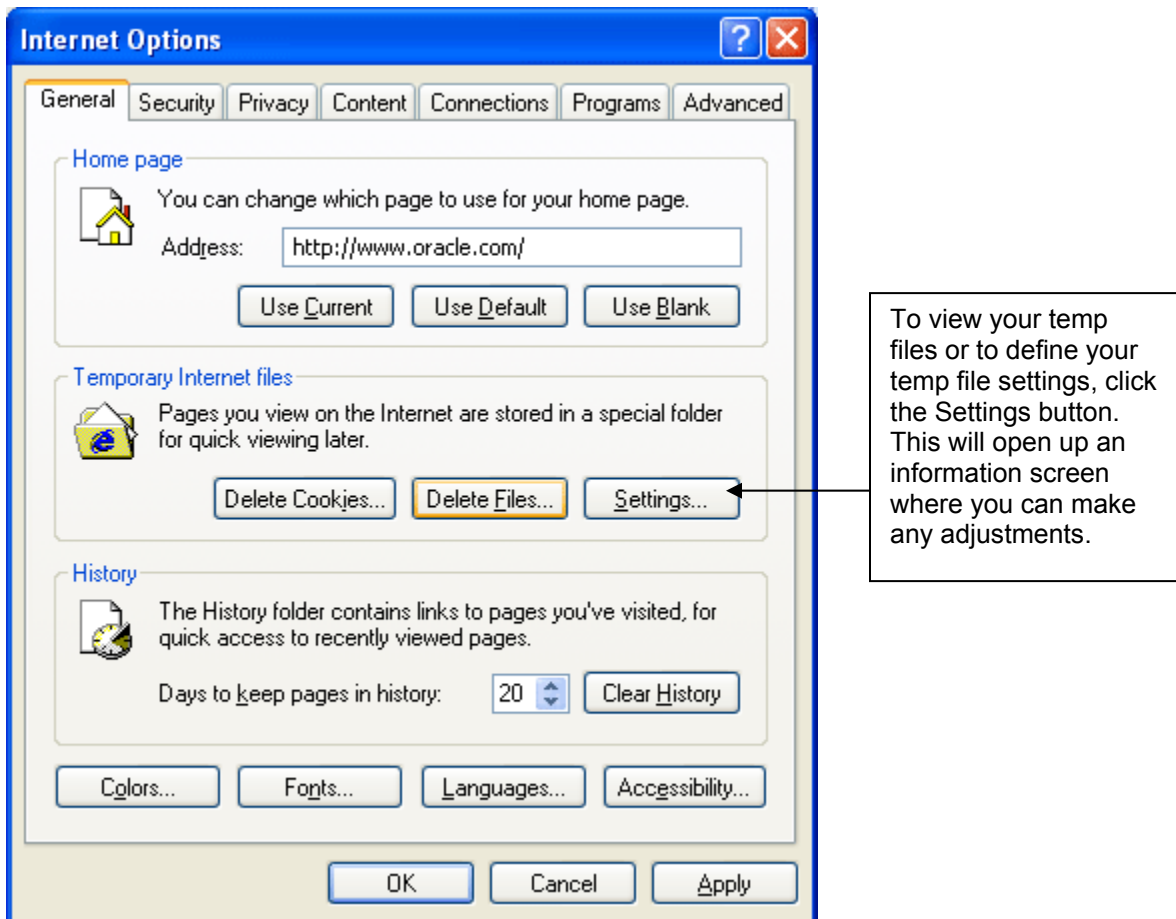 Internet Options
General Security Privacy Content Connections Programs Advanced
Home page
You can change which page to use for your home page.
Address: http://www.oracle.com/
Use Current Use Default Use Blank
Temporary Internet files
Pages you view on the Internet are stored in a special folder
for quick viewing later.
Delete Cookies... Delete Files... Settings...
History
The History folder contains links to pages you've visited, for
quick access to recently viewed pages.
Days to keep pages in history: 20 Clear History
Colors... Fonts... Languages... Accessibility...
OK Cancel Apply
To view your temp
files or to define your
temp file settings, click
the Settings button.
This will open up an
information screen
where you can make
any adjustments.